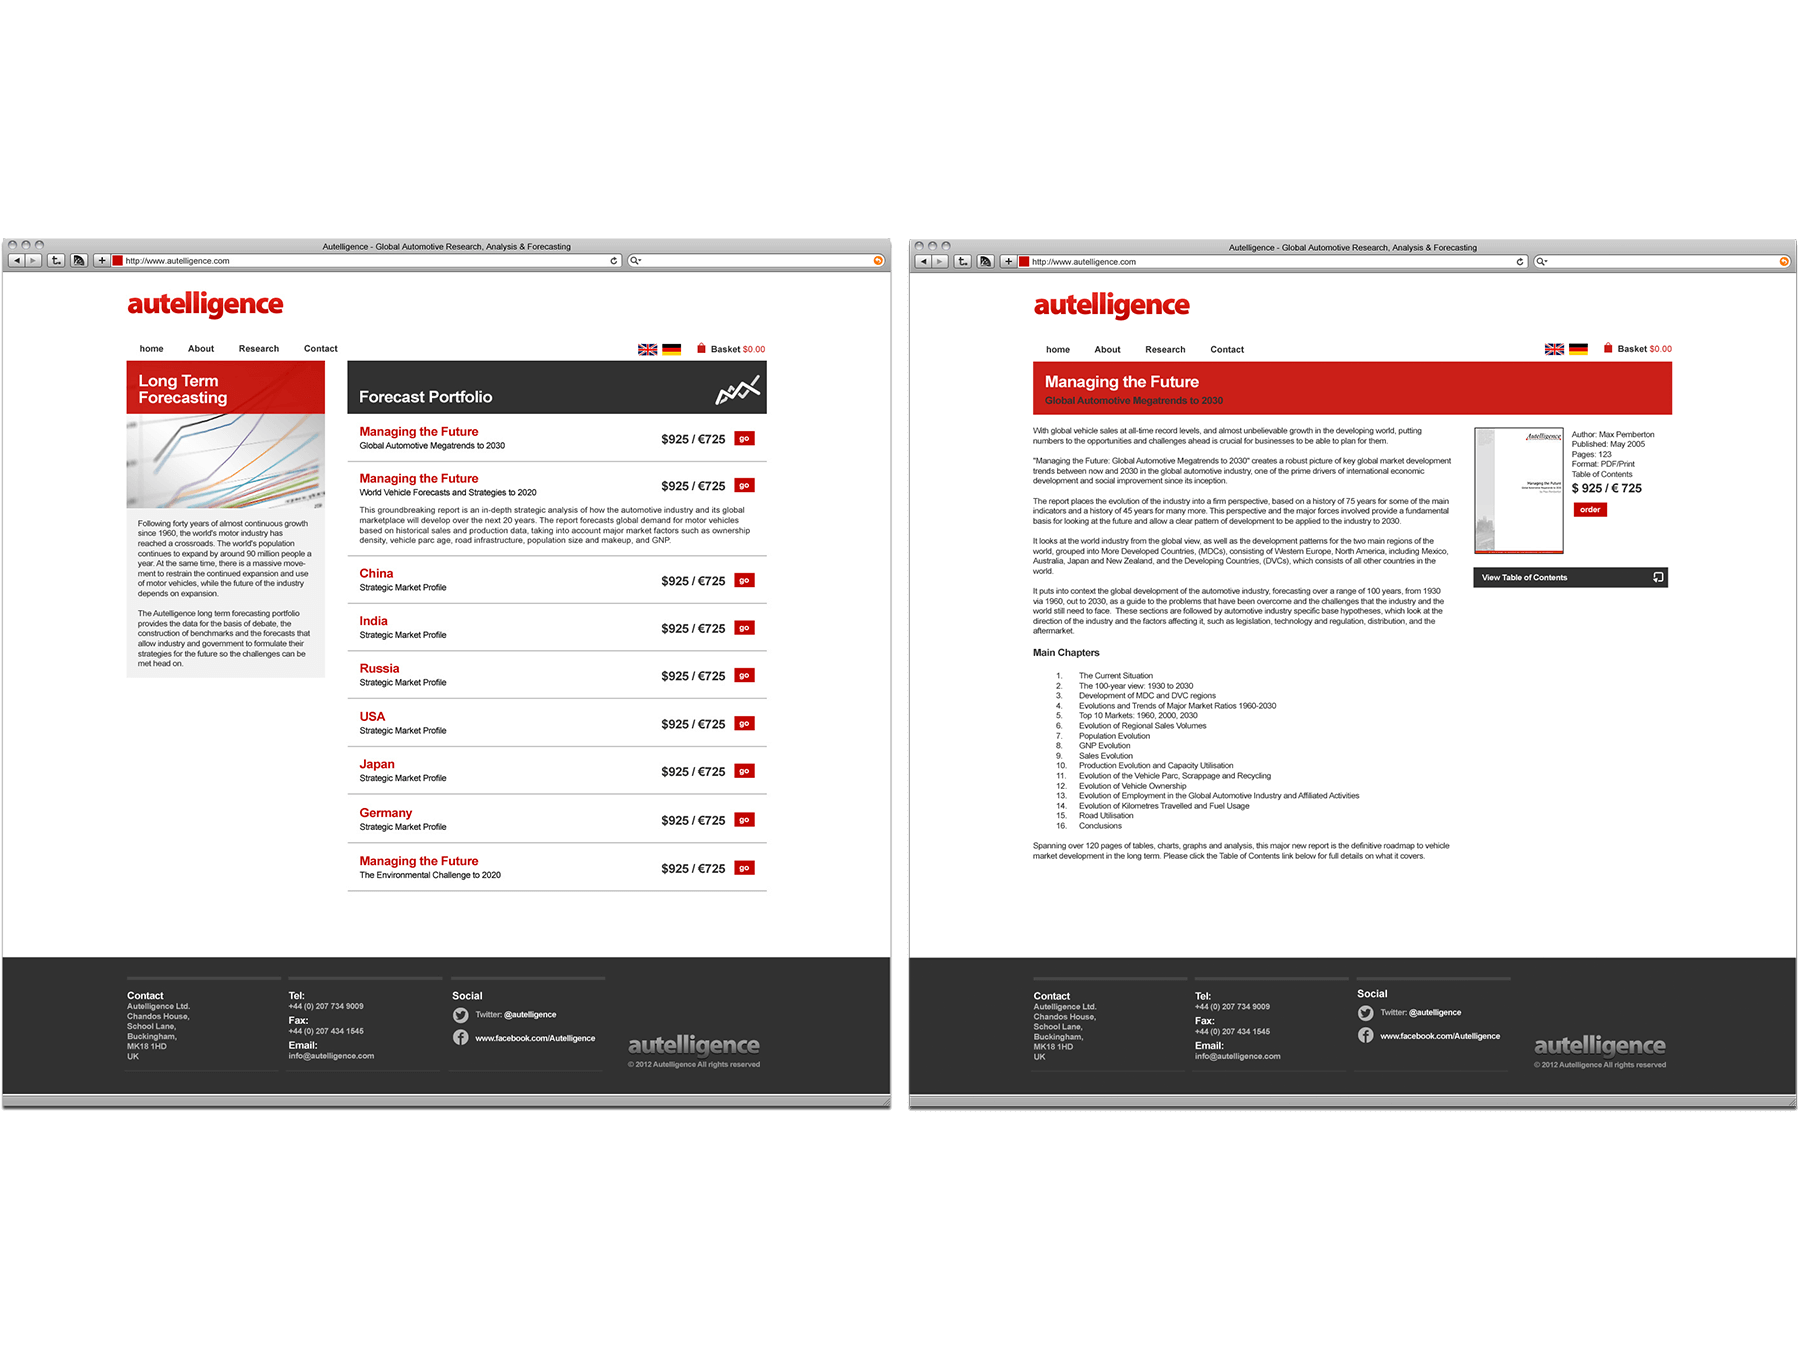 Autelligence - Global Automotive Research, Analysis & Forecasting
http://www.autelligence.com
autelligence
home About Research Contact
Basket $0.00
Long Term
Forecasting
Following forty years of almost continuous growth
since 1960, the world's motor industry has
reached a crossroads. The world's population
continues to expand by around 90 million people a
year. At the same time, there is a massive move-
ment to restrain the continued expansion and use
of motor vehicles, while the future of the industry
depends on expansion.
The Autelligence long term forecasting portfolio
provides the data for the basis of debate, the
construction of benchmarks and the forecasts that
allow industry and government to formulate their
strategies for the future so the challenges can be
met head on.
Forecast Portfolio
Managing the Future
Global Automotive Megatrends to 2030
$925 / €725 go
Managing the Future
World Vehicle Forecasts and Strategies to 2020
$925 / €725 go
This groundbreaking report is an in-depth strategic analysis of how the automotive industry and its global
marketplace will develop over the next 20 years. The report forecasts global demand for motor vehicles
based on historical sales and production data, taking into account major market factors such as ownership
density, vehicle parc age, road infrastructure, population size and makeup, and GNP.
China
Strategic Market Profile
$925 / €725 go
India
Strategic Market Profile
$925 / €725 go
Russia
Strategic Market Profile
$925 / €725 go
USA
Strategic Market Profile
$925 / €725 go
Japan
Strategic Market Profile
$925 / €725 go
Germany
Strategic Market Profile
$925 / €725 go
Managing the Future
The Environmental Challenge to 2020
$925 / €725 go
Contact
Autelligence Ltd.
Chandos House,
School Lane,
Buckingham,
MK18 1HD
UK
Tel:
+44 (0) 207 734 9009
Fax:
+44 (0) 207 434 1545
Email:
info@autelligence.com
Social
Twitter: @autelligence
www.facebook.com/Autelligence
autelligence
© 2012 Autelligence All rights reserved
Autelligence - Global Automotive Research, Analysis & Forecasting
http://www.autelligence.com
autelligence
home About Research Contact
Basket $0.00
Managing the Future
Global Automotive Megatrends to 2030
With global vehicle sales at all-time record levels, and almost unbelievable growth in the developing world, putting
numbers to the opportunities and challenges ahead is crucial for businesses to be able to plan for them.
"Managing the Future: Global Automotive Megatrends to 2030" creates a robust picture of key global market development
trends between now and 2030 in the global automotive industry, one of the prime drivers of international economic
development and social improvement since its inception.
The report places the evolution of the industry into a firm perspective, based on a history of 75 years for some of the main
indicators and a history of 45 years for many more. This perspective and the major forces involved provide a fundamental
basis for looking at the future and allow a clear pattern of development to be applied to the industry to 2030.
It looks at the world industry from the global view, as well as the development patterns for the two main regions of the
world, grouped into More Developed Countries, (MDCs), consisting of Western Europe, North America, including Mexico,
Australia, Japan and New Zealand, and the Developing Countries, (DVCs), which consists of all other countries in the
world.
It puts into context the global development of the automotive industry, forecasting over a range of 100 years, from 1930
via 1960, out to 2030, as a guide to the problems that have been overcome and the challenges that the industry and the
world still need to face. These sections are followed by automotive industry specific base hypotheses, which look at the
direction of the industry and the factors affecting it, such as legislation, technology and regulation, distribution, and the
aftermarket.
Main Chapters
1. The Current Situation
2. The 100-year view: 1930 to 2030
3. Development of MDC and DVC regions
4. Evolutions and Trends of Major Market Ratios 1960-2030
5. Top 10 Markets: 1960, 2000, 2030
6. Evolution of Regional Sales Volumes
7. Population Evolution
8. GNP Evolution
9. Sales Evolution
10. Production Evolution and Capacity Utilisation
11. Evolution of the Vehicle Parc, Scrappage and Recycling
12. Evolution of Vehicle Ownership
13. Evolution of Employment in the Global Automotive Industry and Affiliated Activities
14. Evolution of Kilometres Travelled and Fuel Usage
15. Road Utilisation
16. Conclusions
Spanning over 120 pages of tables, charts, graphs and analysis, this major new report is the definitive roadmap to vehicle
market development in the long term. Please click the Table of Contents link below for full details on what it covers.
Autelligence
Managing the Future
Author: Max Pemberton
Published: May 2005
Pages: 123
Format: PDF/Print
Table of Contents
$ 925 / € 725
order
View Table of Contents
Contact
Autelligence Ltd.
Chandos House,
School Lane,
Buckingham,
MK18 1HD
UK
Tel:
+44 (0) 207 734 9009
Fax:
+44 (0) 207 434 1545
Email:
info@autelligence.com
Social
Twitter: @autelligence
www.facebook.com/Autelligence
autelligence
© 2012 Autelligence All rights reserved